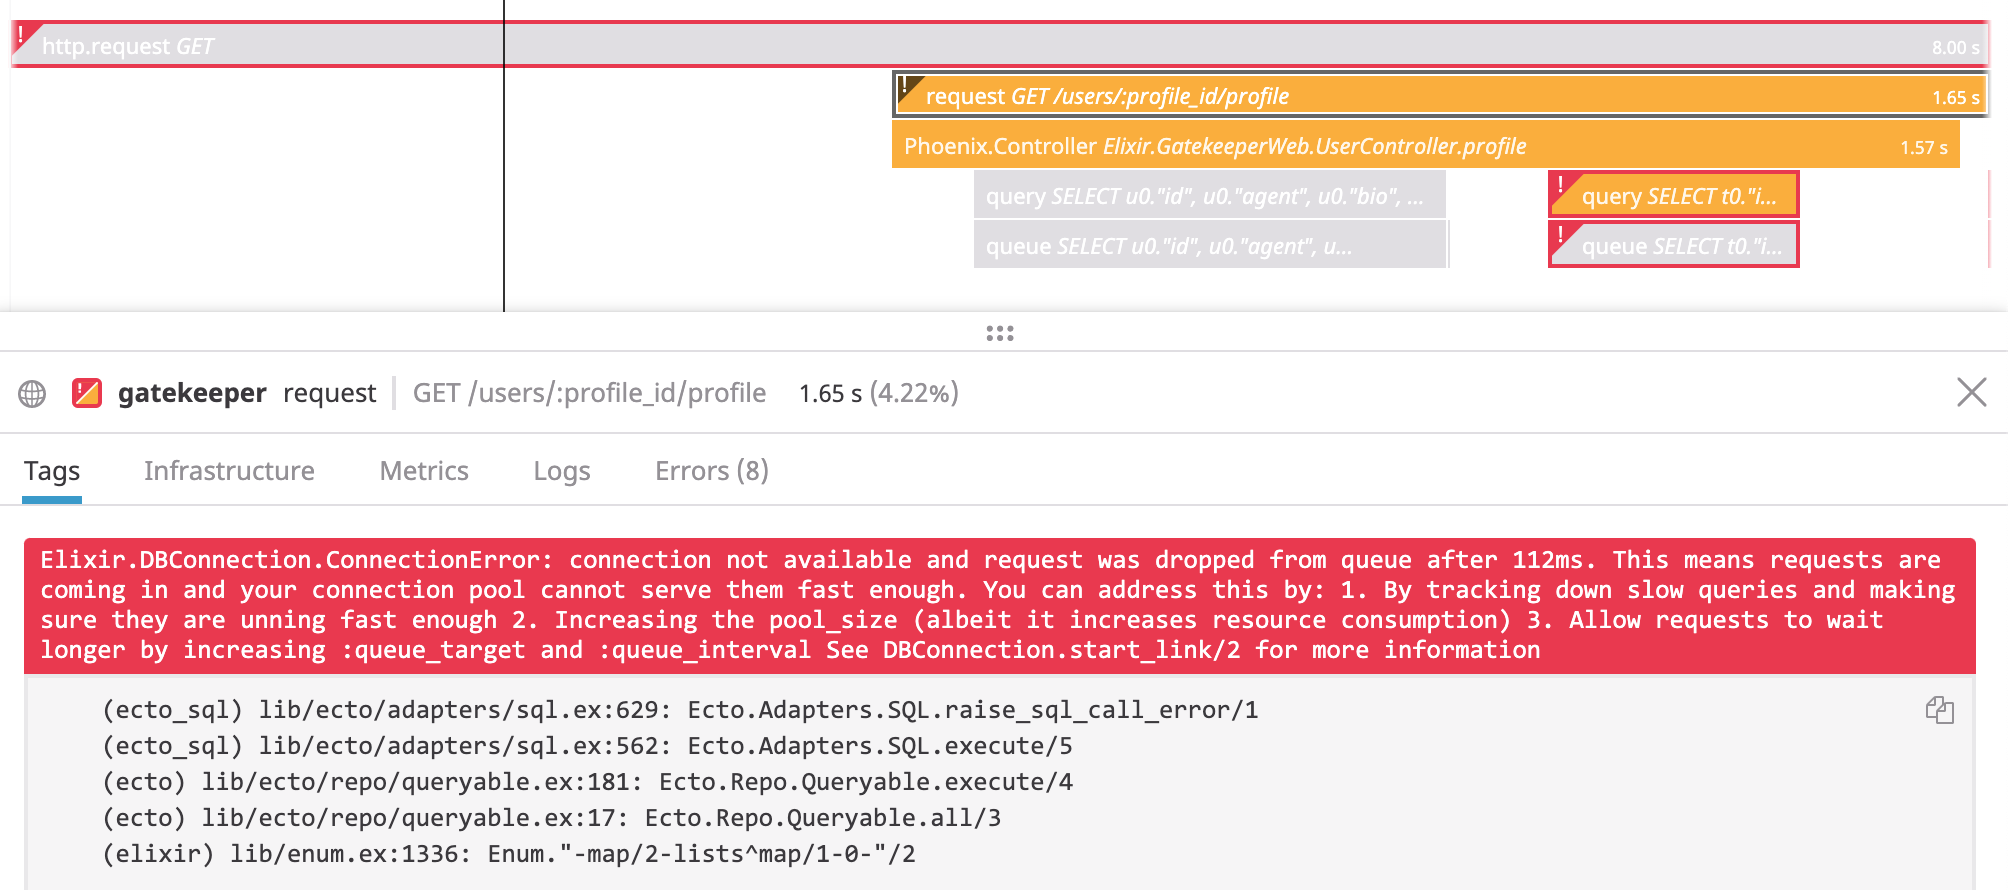 ! http.request GET 8.00 s
! request GET /users/:profile_id/profile 1.65 s
Phoenix.Controller Elixir.GatekeeperWeb.UserController.profile 1.57 s
query SELECT u0."id", u0."agent", u0."bio", ... ! query SELECT t0."i...
queue SELECT u0."id", u0."agent", u... ! queue SELECT t0."i...
! gatekeeper request GET /users/:profile_id/profile 1.65 s (4.22%)
Tags Infrastructure Metrics Logs Errors (8)
Elixir.DBConnection.ConnectionError: connection not available and request was dropped from queue after 112ms. This means requests are
coming in and your connection pool cannot serve them fast enough. You can address this by: 1. By tracking down slow queries and making
sure they are unning fast enough 2. Increasing the pool_size (albeit it increases resource consumption) 3. Allow requests to wait
longer by increasing :queue_target and :queue_interval See DBConnection.start_link/2 for more information
(ecto_sql) lib/ecto/adapters/sql.ex:629: Ecto.Adapters.SQL.raise_sql_call_error/1
(ecto_sql) lib/ecto/adapters/sql.ex:562: Ecto.Adapters.SQL.execute/5
(ecto) lib/ecto/repo/queryable.ex:181: Ecto.Repo.Queryable.execute/4
(ecto) lib/ecto/repo/queryable.ex:17: Ecto.Repo.Queryable.all/3
(elixir) lib/enum.ex:1336: Enum."-map/2-lists^map/1-0-"/2